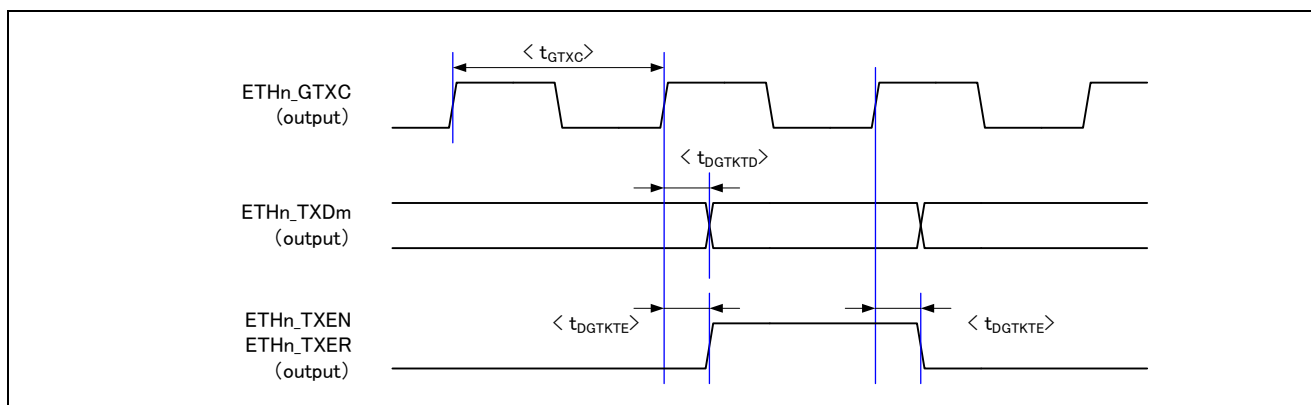 < tGTXC>
ETHn_GTXC
(output)
< tDGTKTD>
ETHn_TXDm
(output)
ETHn_TXEN
ETHn_TXER
(output)
< tDGTKTE>
< tDGTKTE>